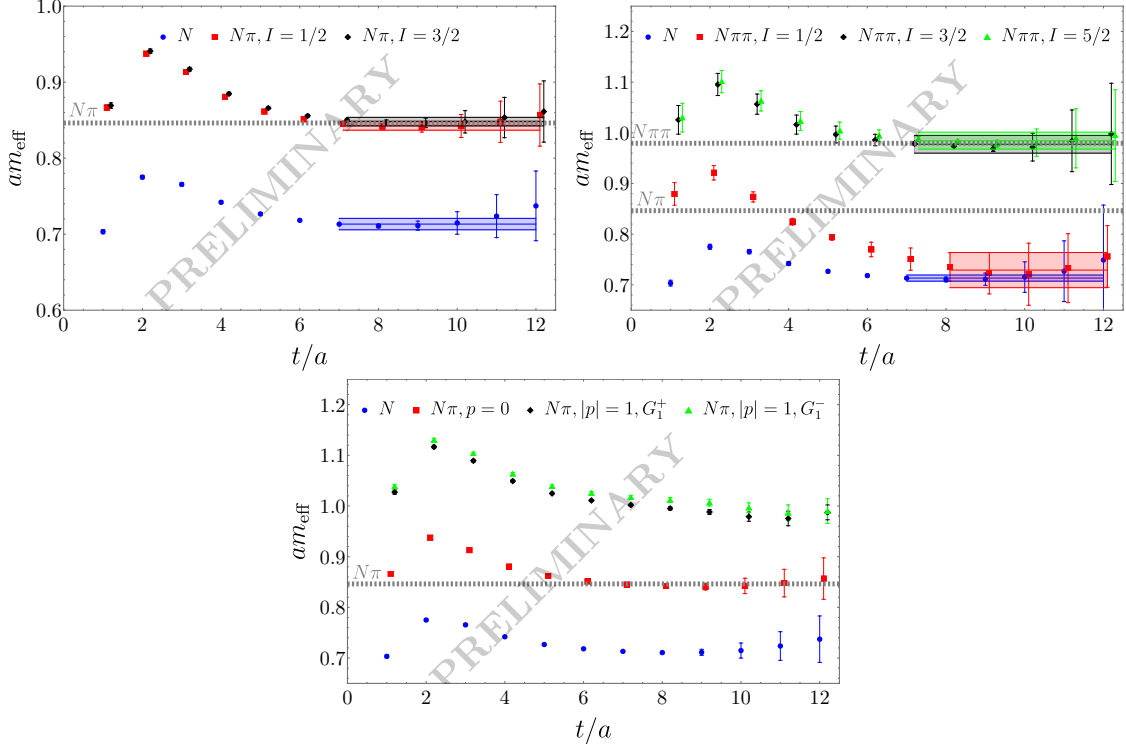 N Nπ, I = 1/2 Nπ, I = 3/2
1.0
0.9
0.8
0.7
0.6
am_eff
Nπ
PRELIMINARY
0 2 4 6 8 10 12
t/a
N Nππ, I = 1/2 Nππ, I = 3/2 Nππ, I = 5/2
1.2
1.1
1.0
0.9
0.8
0.7
am_eff
Nππ
Nπ
PRELIMINARY
0 2 4 6 8 10 12
t/a
N Nπ, p = 0 Nπ, |p| = 1, G₁⁺ Nπ, |p| = 1, G₁⁻
1.2
1.1
1.0
0.9
0.8
0.7
am_eff
Nπ
PRELIMINARY
0 2 4 6 8 10 12
t/a